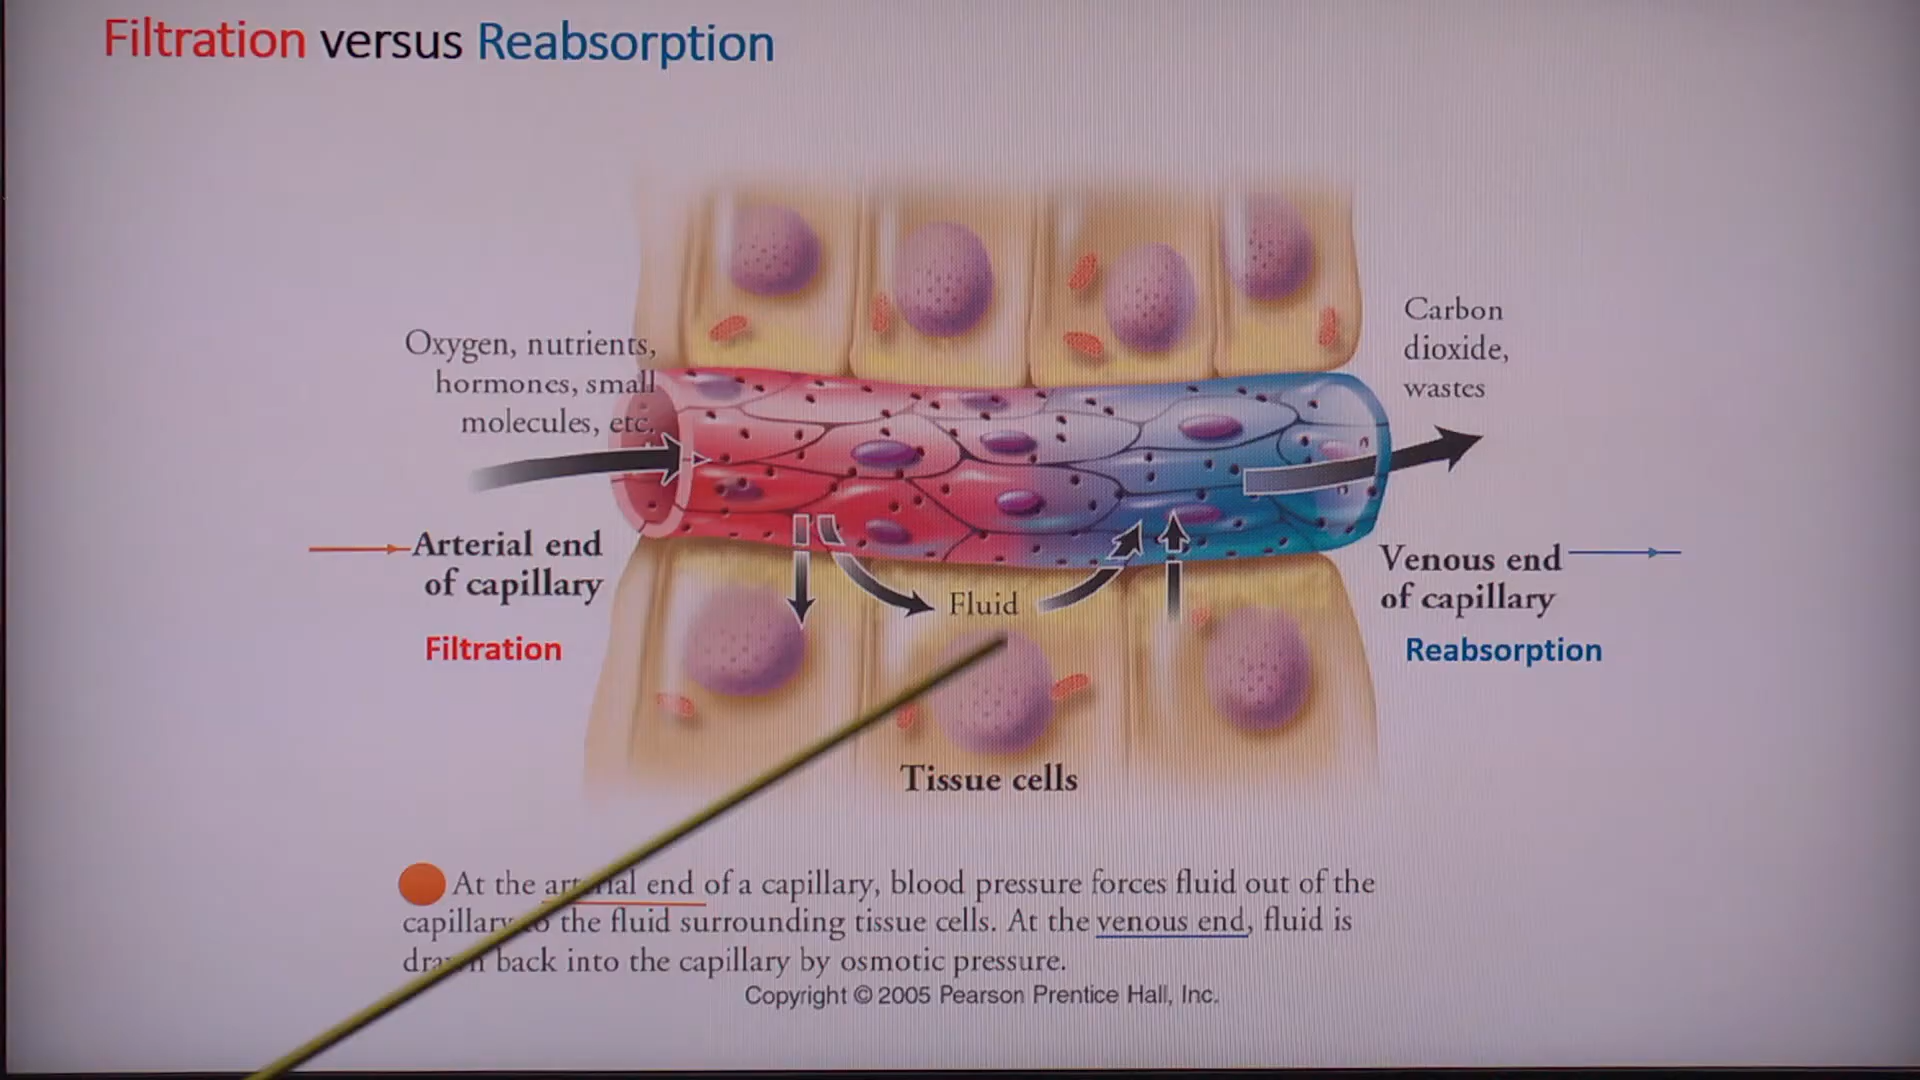 Filtration versus Reabsorption
Oxygen, nutrients,
hormones, small
molecules, etc.
Carbon
dioxide,
wastes
Arterial end
of capillary
Filtration
Fluid
Venous end
of capillary
Reabsorption
Tissue cells
At the end of a capillary, blood pressure forces fluid out of the
the fluid surrounding tissue cells. At the venous end, fluid is
back into the capillary by osmotic pressure.
Copyright © 2005 Pearson Prentice Hall, Inc.